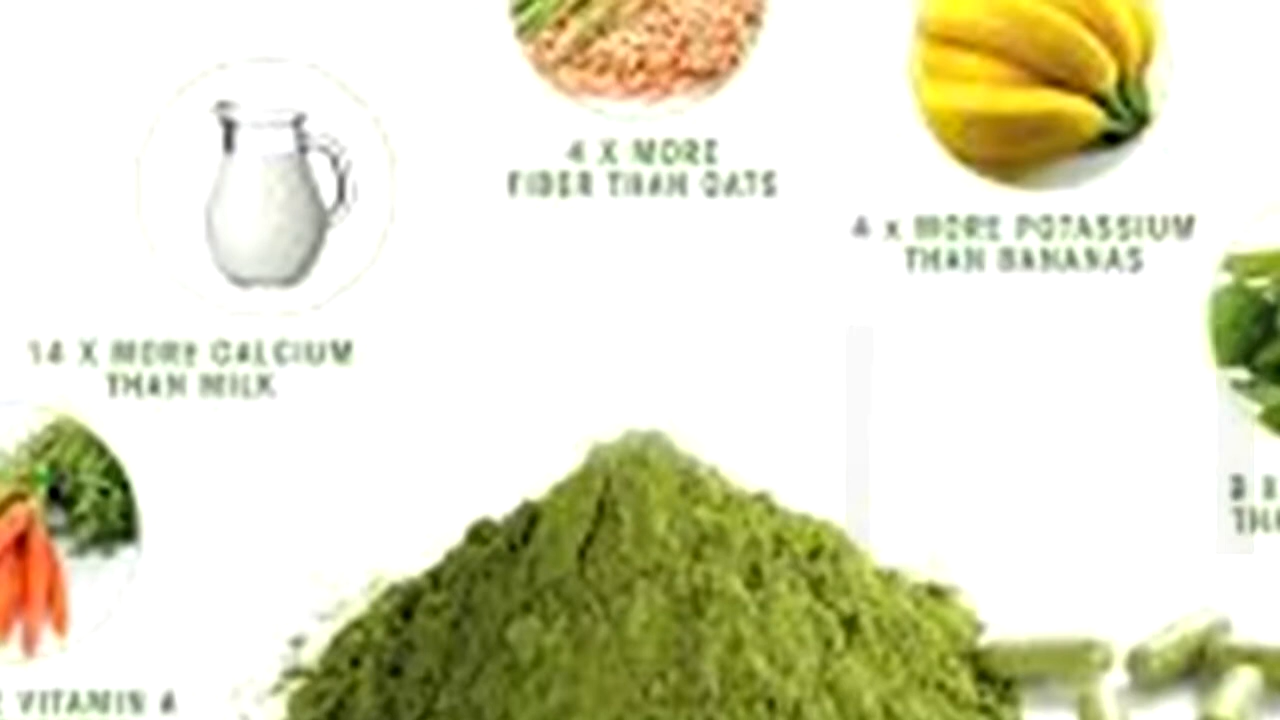 4 X MORE
FIBER THAN OATS
4 x MORE POTASSIUM
THAN BANANAS
14 X MORE CALCIUM
THAN MILK
VITAMIN A